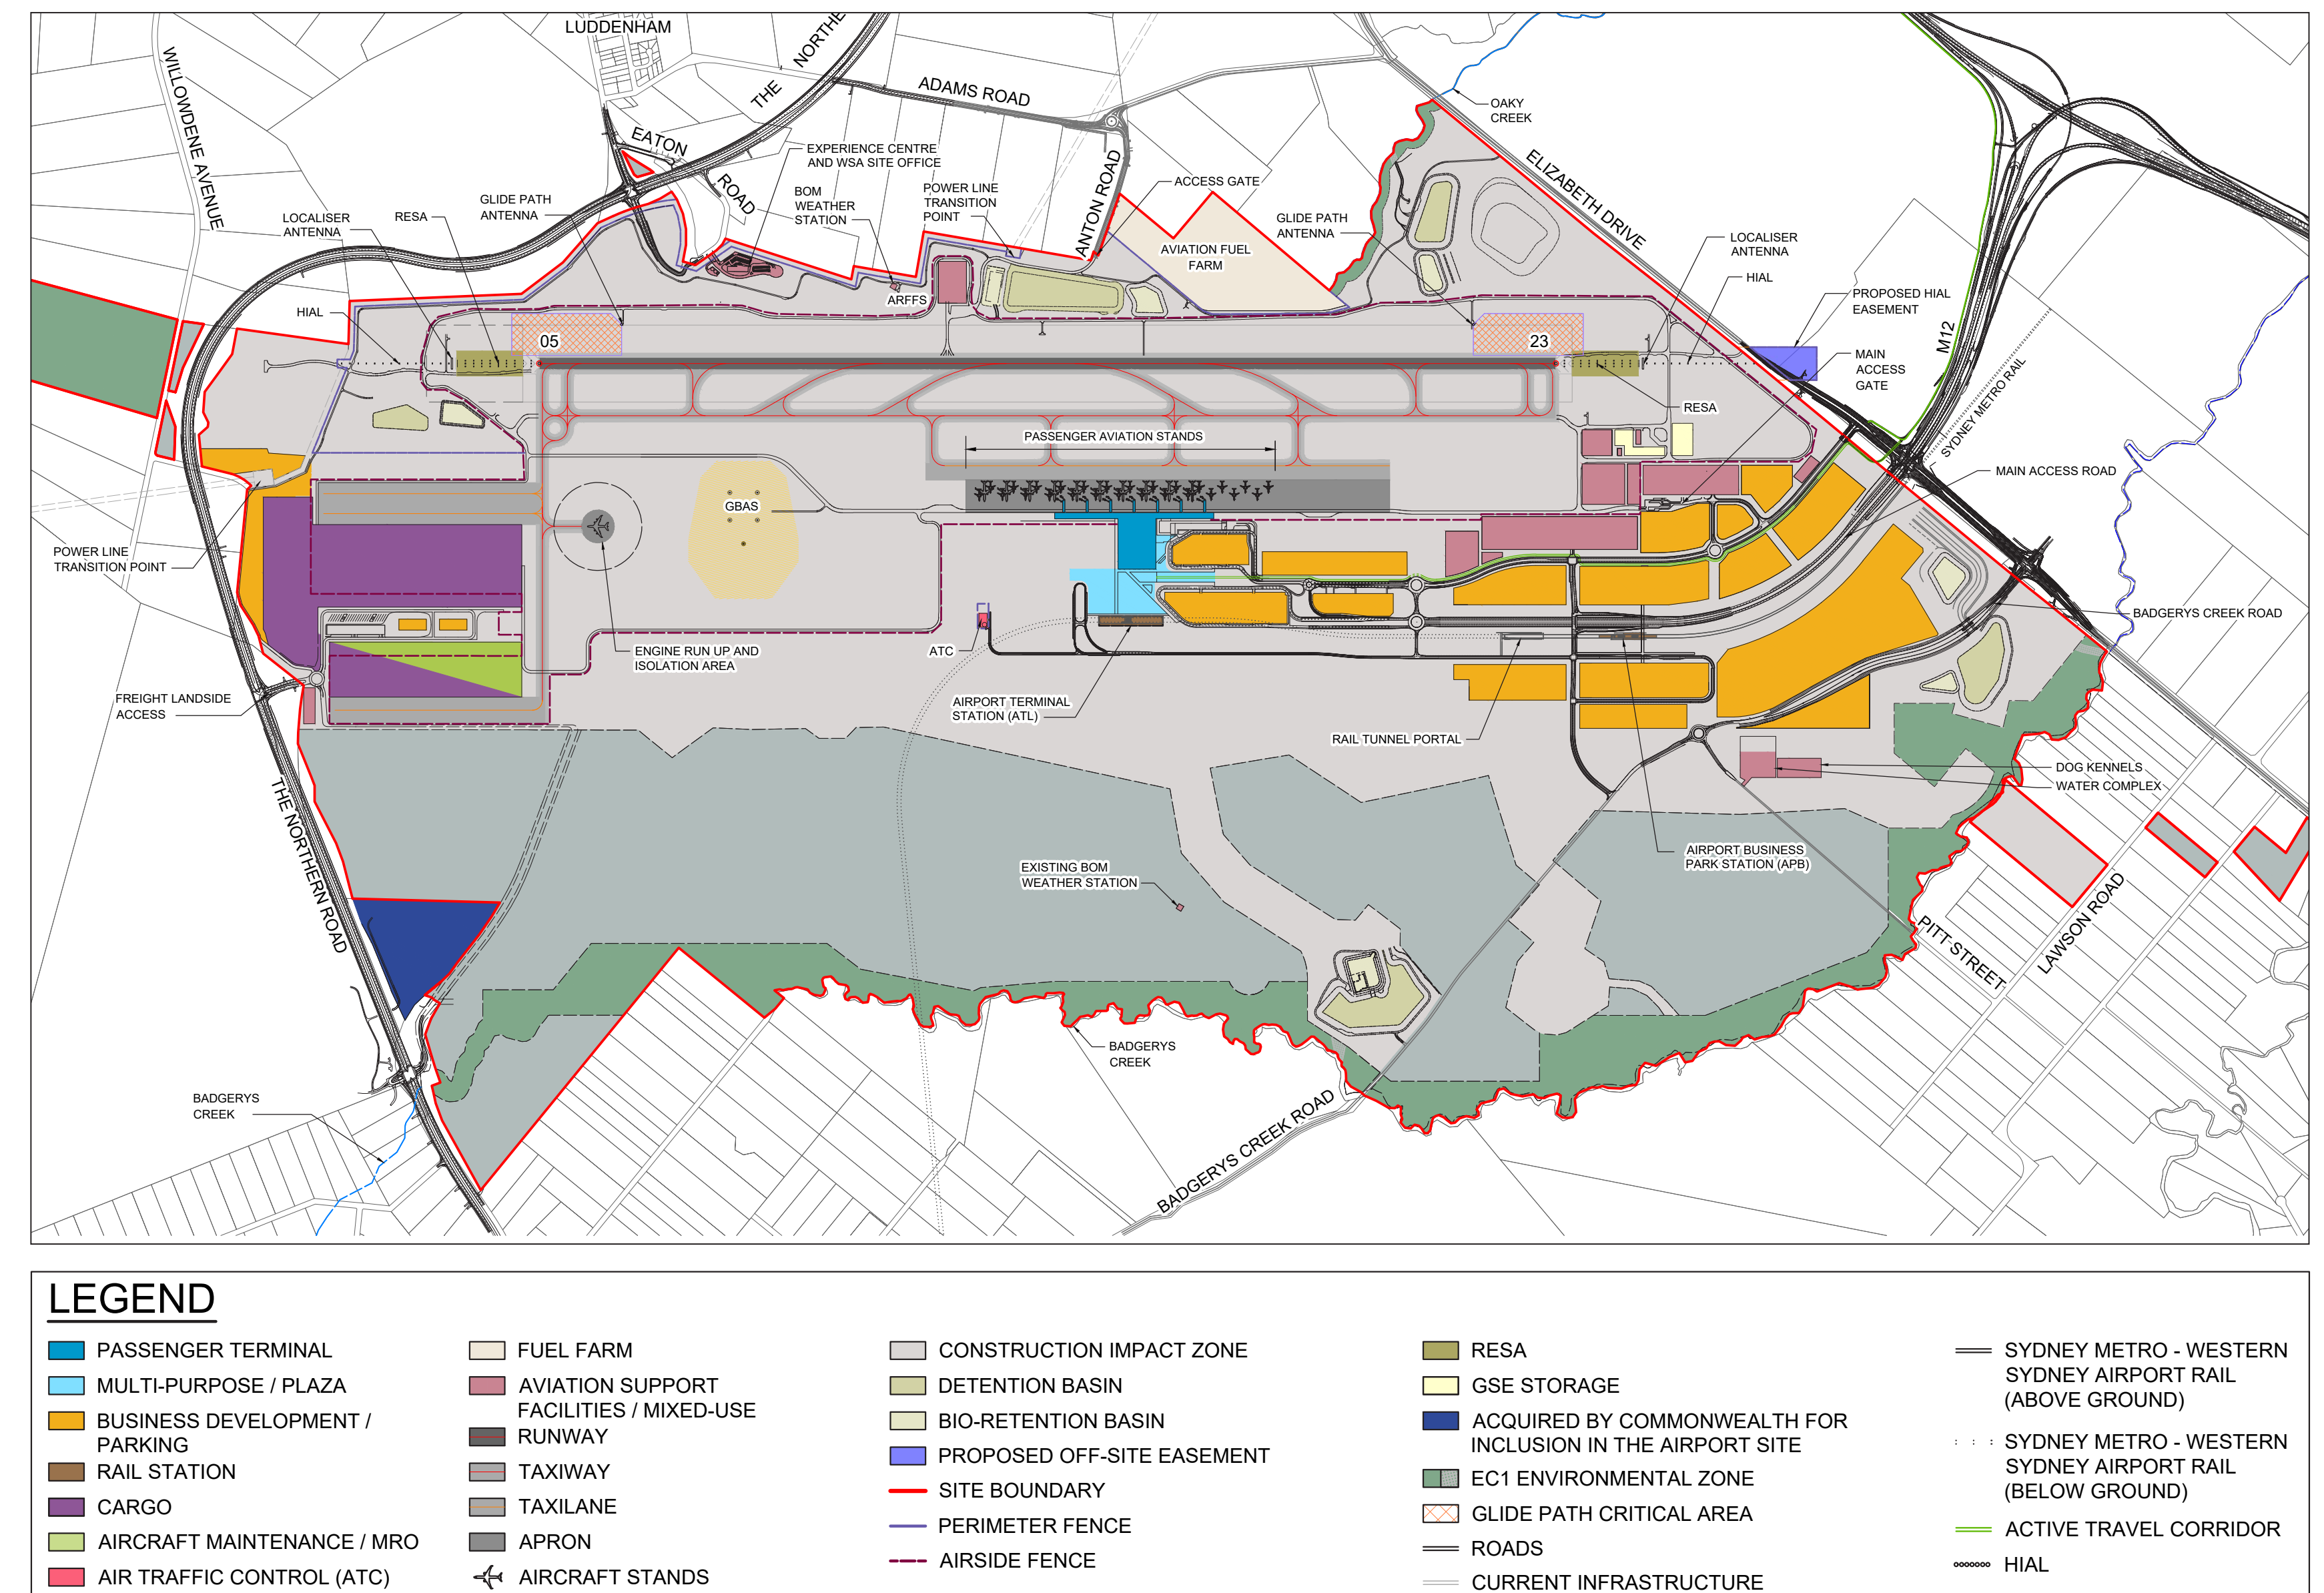 LUDDENHAM
WILLOWDENE AVENUE
THE NORTHE
ADAMS ROAD
EATON
ROAD
EXPERIENCE CENTRE
AND WSA SITE OFFICE
BOM
WEATHER
STATION
POWER LINE
TRANSITION
POINT
ANTON ROAD
ACCESS GATE
AVIATION FUEL
FARM
GLIDE PATH
ANTENNA
OAKY
CREEK
ELIZABETH DRIVE
LOCALISER
ANTENNA
HIAL
PROPOSED HIAL
EASEMENT
M12
MAIN
ACCESS
GATE
SYDNEY METRO RAIL
GLIDE PATH
ANTENNA
LOCALISER
ANTENNA
RESA
HIAL
ARFFS
05
23
RESA
PASSENGER AVIATION STANDS
MAIN ACCESS ROAD
GBAS
POWER LINE
TRANSITION POINT
BADGERYS CREEK ROAD
ENGINE RUN UP AND
ISOLATION AREA
ATC
FREIGHT LANDSIDE
ACCESS
AIRPORT TERMINAL
STATION (ATL)
RAIL TUNNEL PORTAL
DOG KENNELS
WATER COMPLEX
THE NORTHERN ROAD
EXISTING BOM
WEATHER STATION
AIRPORT BUSINESS
PARK STATION (APB)
PITT STREET
LAWSON ROAD
BADGERYS
CREEK
BADGERYS
CREEK
BADGERYS CREEK ROAD
LEGEND
PASSENGER TERMINAL
MULTI-PURPOSE / PLAZA
BUSINESS DEVELOPMENT /
PARKING
RAIL STATION
CARGO
AIRCRAFT MAINTENANCE / MRO
AIR TRAFFIC CONTROL (ATC)
FUEL FARM
AVIATION SUPPORT
FACILITIES / MIXED-USE
RUNWAY
TAXIWAY
TAXILANE
APRON
AIRCRAFT STANDS
CONSTRUCTION IMPACT ZONE
DETENTION BASIN
BIO-RETENTION BASIN
PROPOSED OFF-SITE EASEMENT
SITE BOUNDARY
PERIMETER FENCE
AIRSIDE FENCE
RESA
GSE STORAGE
ACQUIRED BY COMMONWEALTH FOR
INCLUSION IN THE AIRPORT SITE
EC1 ENVIRONMENTAL ZONE
GLIDE PATH CRITICAL AREA
ROADS
CURRENT INFRASTRUCTURE
SYDNEY METRO - WESTERN
SYDNEY AIRPORT RAIL
(ABOVE GROUND)
SYDNEY METRO - WESTERN
SYDNEY AIRPORT RAIL
(BELOW GROUND)
ACTIVE TRAVEL CORRIDOR
HIAL